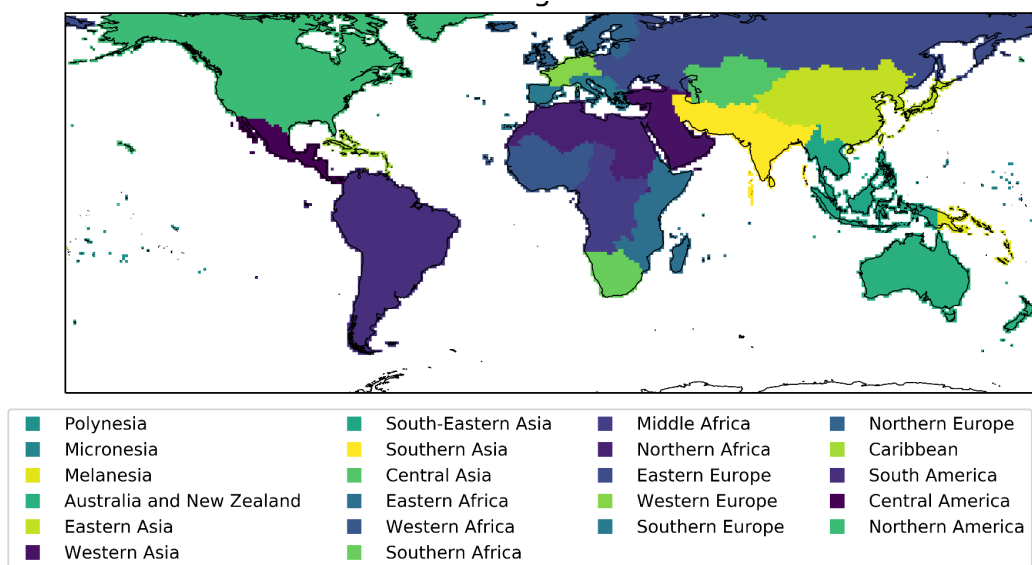 Polynesia
Micronesia
Melanesia
Australia and New Zealand
Eastern Asia
Western Asia
South-Eastern Asia
Southern Asia
Central Asia
Eastern Africa
Western Africa
Southern Africa
Middle Africa
Northern Africa
Eastern Europe
Western Europe
Southern Europe
Northern Europe
Caribbean
South America
Central America
Northern America